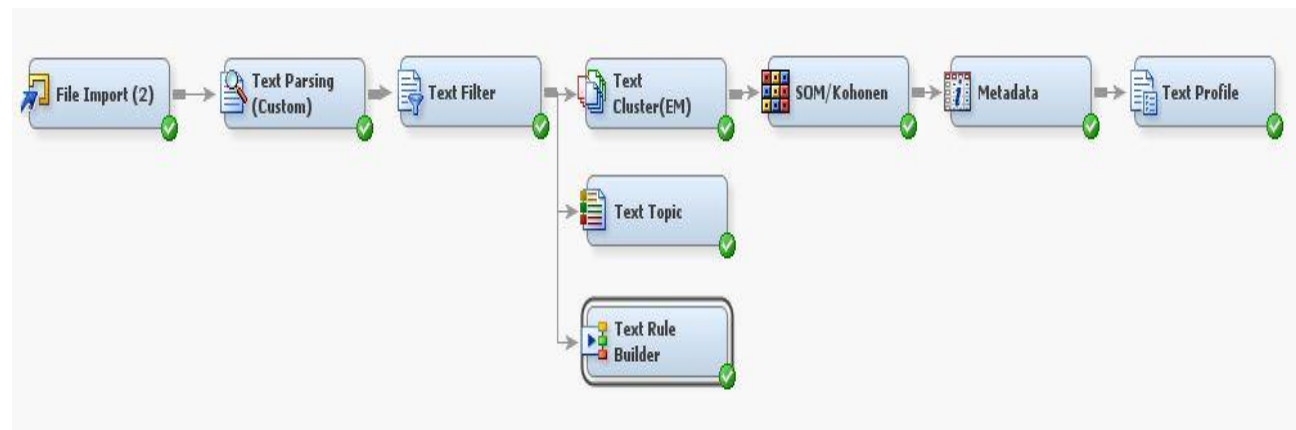 File Import (2)
Text Parsing
(Custom)
Text Filter
Text
Cluster(EM)
SOM/Kohonen
Metadata
Text Profile
Text Topic
Text Rule
Builder